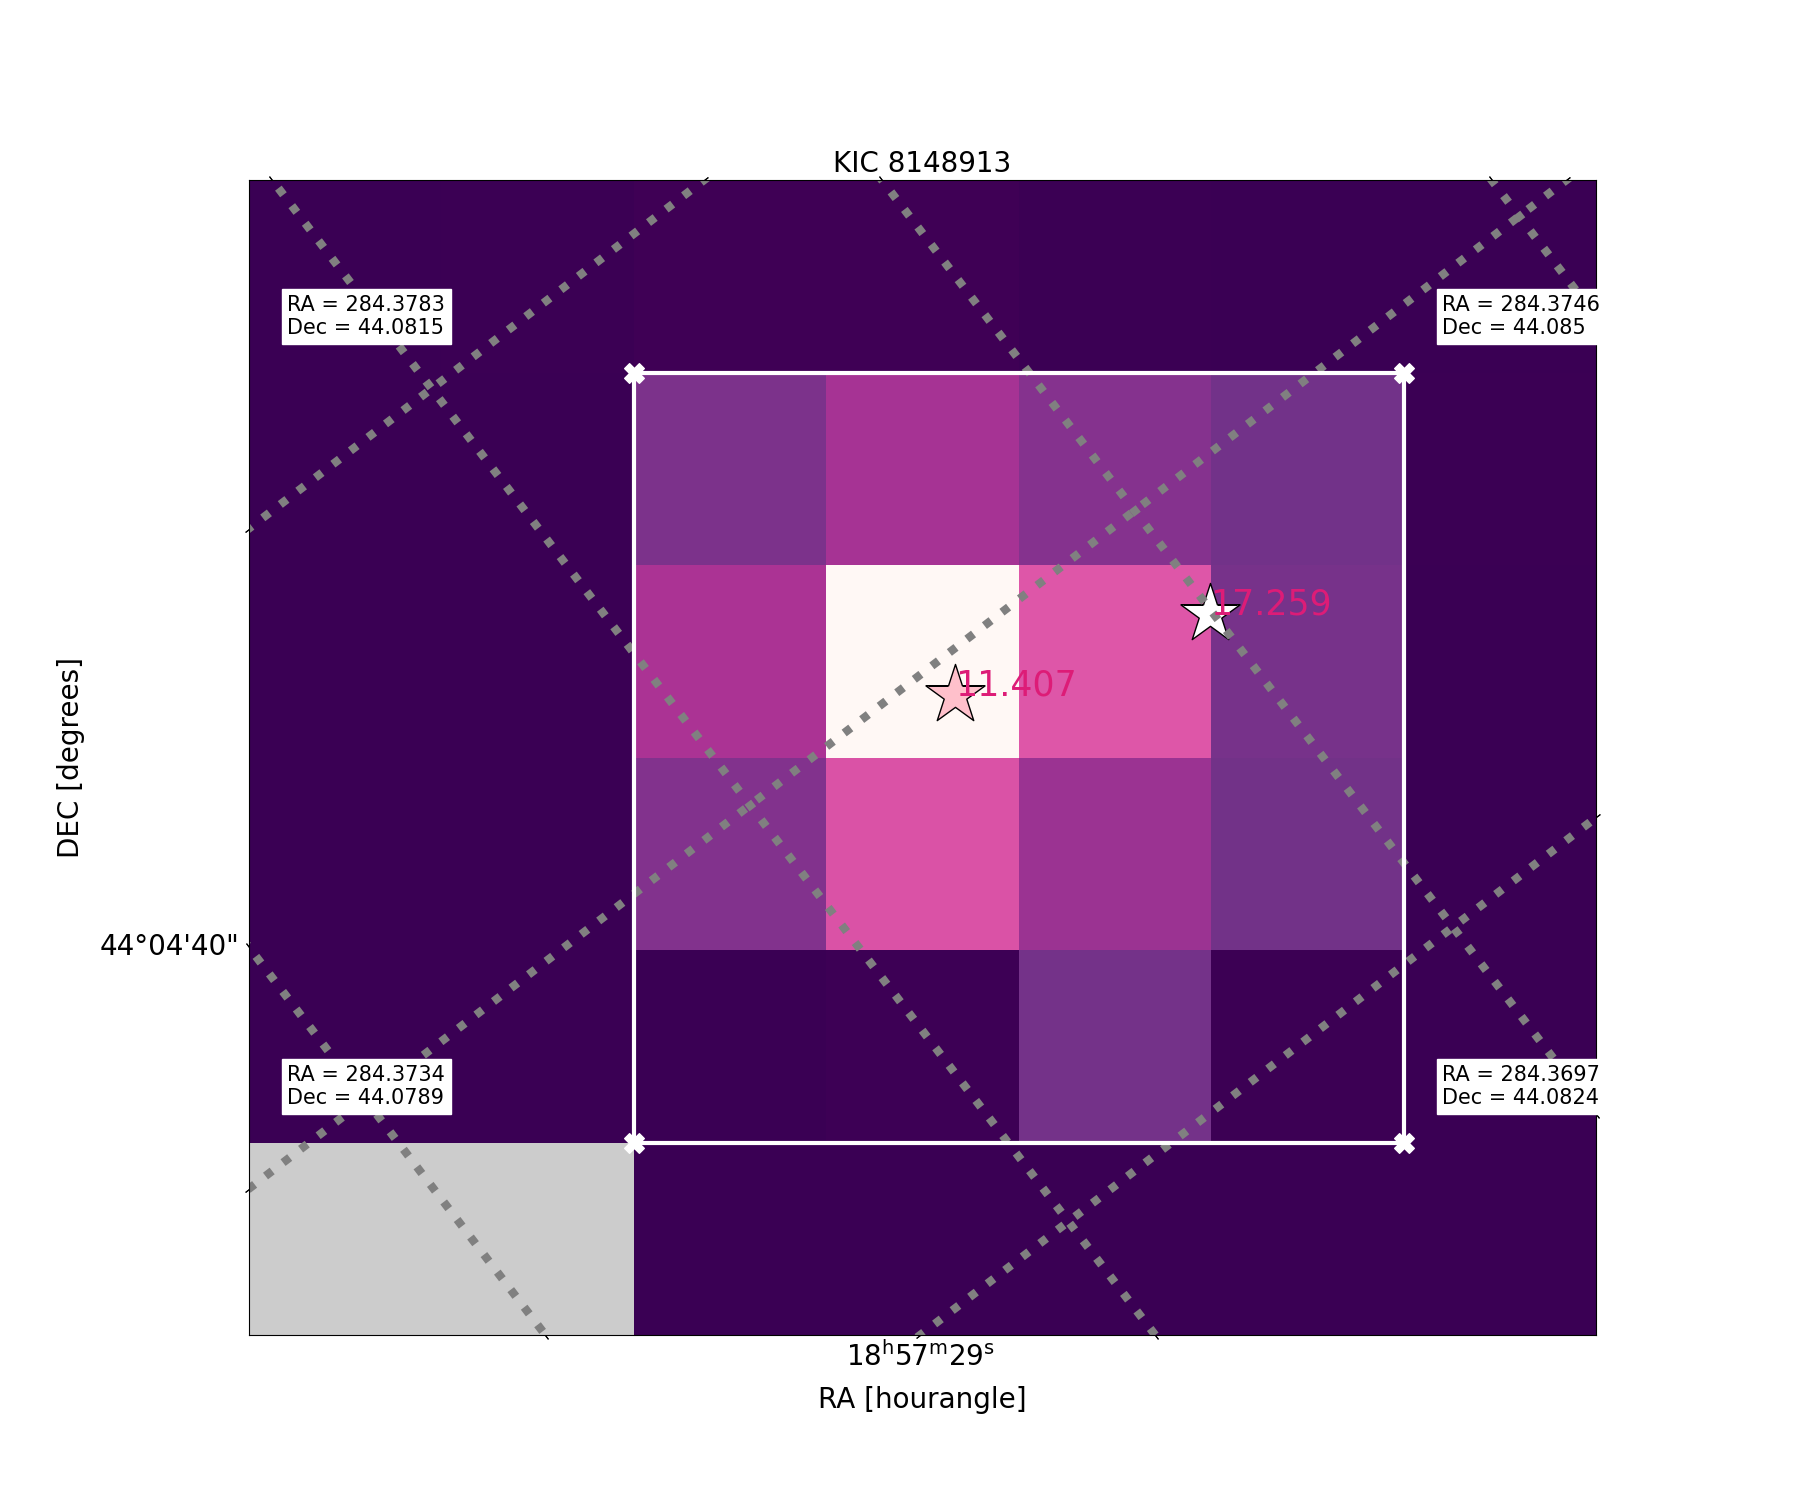 KIC 8148913
RA = 284.3783
Dec = 44.0815
RA = 284.3746
Dec = 44.085
17.259
11.407
DEC [degrees]
44°04'40"
RA = 284.3734
Dec = 44.0789
RA = 284.3697
Dec = 44.0824
18h57m29s
RA [hourangle]